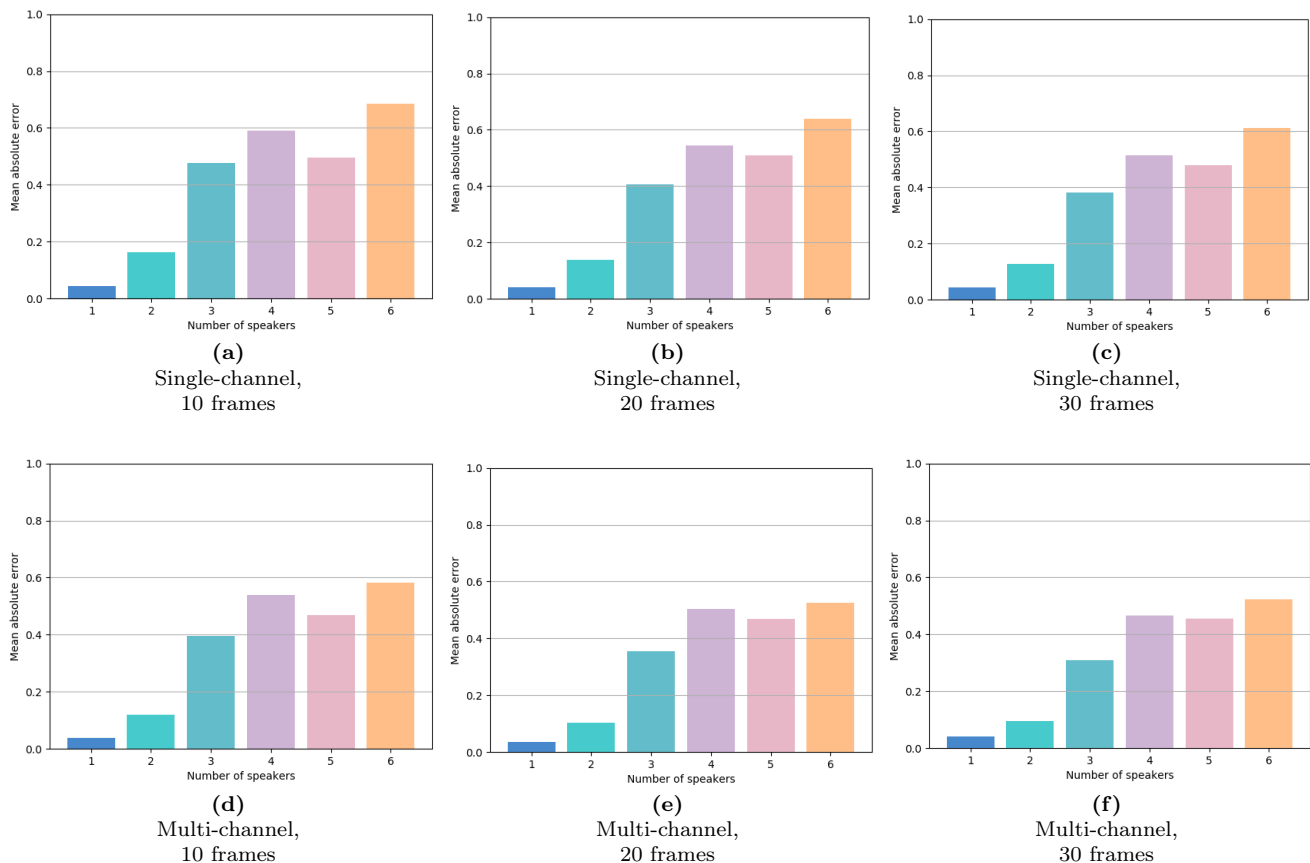 1.0
0.8
0.6
0.4
0.2
0.0
Mean absolute error
1 2 3 4 5 6
Number of speakers
(a)
Single-channel,
10 frames
1.0
0.8
0.6
0.4
0.2
0.0
Mean absolute error
1 2 3 4 5 6
Number of speakers
(b)
Single-channel,
20 frames
1.0
0.8
0.6
0.4
0.2
0.0
Mean absolute error
1 2 3 4 5 6
Number of speakers
(c)
Single-channel,
30 frames
1.0
0.8
0.6
0.4
0.2
0.0
Mean absolute error
1 2 3 4 5 6
Number of speakers
(d)
Multi-channel,
10 frames
1.0
0.8
0.6
0.4
0.2
0.0
Mean absolute error
1 2 3 4 5 6
Number of speakers
(e)
Multi-channel,
20 frames
1.0
0.8
0.6
0.4
0.2
0.0
Mean absolute error
1 2 3 4 5 6
Number of speakers
(f)
Multi-channel,
30 frames